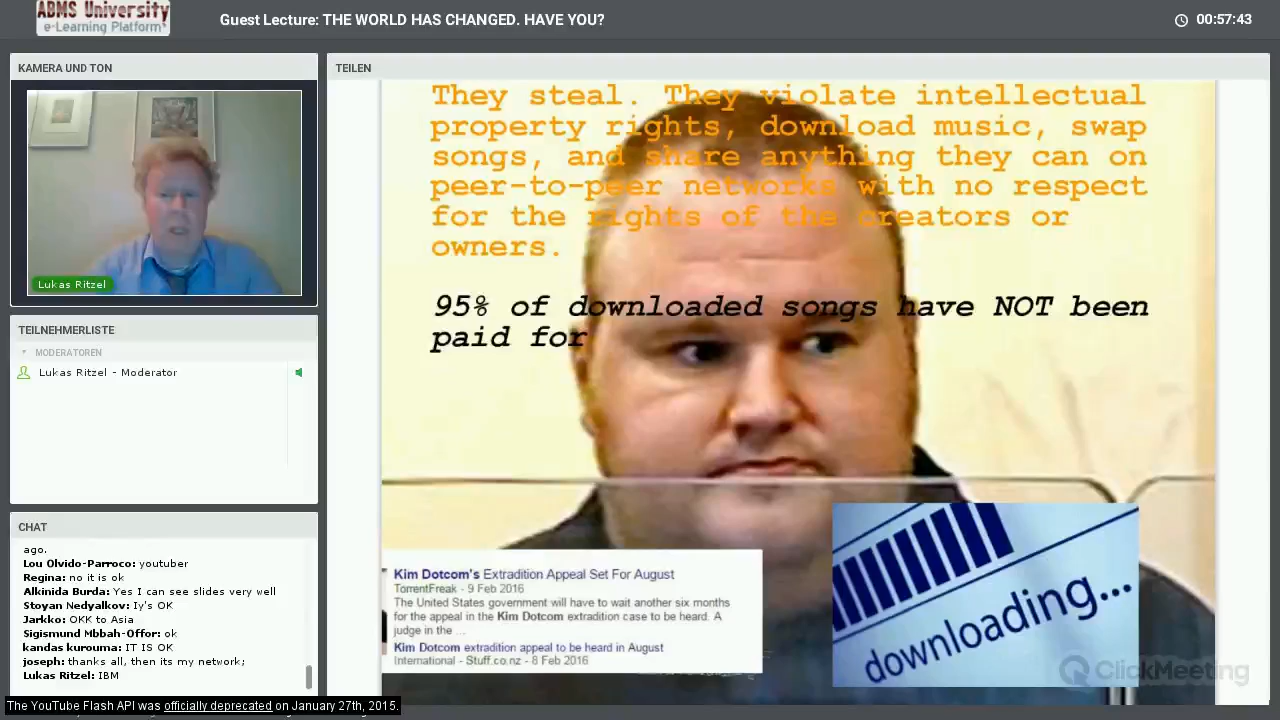 ABMS University
e-Learning Platform
Guest Lecture: THE WORLD HAS CHANGED. HAVE YOU?
00:57:43
KAMERA UND TON
Lukas Ritzel
TEILNEHMERLISTE
MODERATOREN
Lukas Ritzel - Moderator
CHAT
ago.
Lou Olvido-Parroco: youtuber
Regina: no it is ok
Alkinida Burda: Yes I can see slides very well
Stoyan Nedyalkov: Iy's OK
Jarkko: OKK to Asia
Sigismund Mbbah-Offor: ok
kandas kurouma: IT IS OK
joseph: thanks all, then its my network;
Lukas Ritzel: IBM
The YouTube Flash API was officially deprecated on January 27th, 2015.
TEILEN
They steal. They violate intellectual
property rights, download music, swap
songs, and share anything they can on
peer-to-peer networks with no respect
for the rights of the creators or
owners.
95% of downloaded songs have NOT been
paid for
Kim Dotcom's Extradition Appeal Set For August
TorrentFreak - 9 Feb 2016
The United States government will have to wait another six months
for the appeal in the Kim Dotcom extradition case to be heard. A
judge in the ...
Kim Dotcom extradition appeal to be heard in August
International - Stuff.co.nz - 8 Feb 2016
downloading...
ClickMeeting